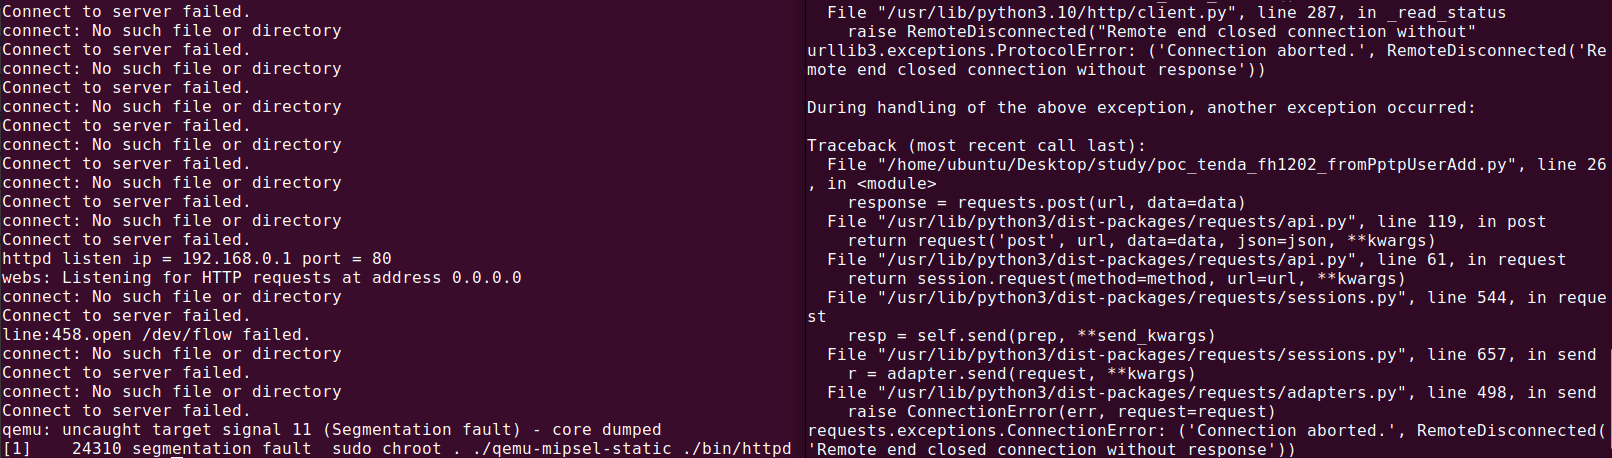 Connect to server failed.
connect: No such file or directory
Connect to server failed.
connect: No such file or directory
Connect to server failed.
connect: No such file or directory
Connect to server failed.
connect: No such file or directory
Connect to server failed.
connect: No such file or directory
Connect to server failed.
connect: No such file or directory
Connect to server failed.
httpd listen ip = 192.168.0.1 port = 80
webs: Listening for HTTP requests at address 0.0.0.0
connect: No such file or directory
Connect to server failed.
line:458.open /dev/flow failed.
connect: No such file or directory
Connect to server failed.
connect: No such file or directory
Connect to server failed.
qemu: uncaught target signal 11 (Segmentation fault) - core dumped
[1]    24310 segmentation fault  sudo chroot . ./qemu-mipsel-static ./bin/httpd
  File "/usr/lib/python3.10/http/client.py", line 287, in _read_status
    raise RemoteDisconnected("Remote end closed connection without"
urllib3.exceptions.ProtocolError: ('Connection aborted.', RemoteDisconnected('Re
mote end closed connection without response'))

During handling of the above exception, another exception occurred:

Traceback (most recent call last):
  File "/home/ubuntu/Desktop/study/poc_tenda_fh1202_fromPptpUserAdd.py", line 26
, in <module>
    response = requests.post(url, data=data)
  File "/usr/lib/python3/dist-packages/requests/api.py", line 119, in post
    return request('post', url, data=data, json=json, **kwargs)
  File "/usr/lib/python3/dist-packages/requests/api.py", line 61, in request
    return session.request(method=method, url=url, **kwargs)
  File "/usr/lib/python3/dist-packages/requests/sessions.py", line 544, in reque
st
    resp = self.send(prep, **send_kwargs)
  File "/usr/lib/python3/dist-packages/requests/sessions.py", line 657, in send
    r = adapter.send(request, **kwargs)
  File "/usr/lib/python3/dist-packages/requests/adapters.py", line 498, in send
    raise ConnectionError(err, request=request)
requests.exceptions.ConnectionError: ('Connection aborted.', RemoteDisconnected(
'Remote end closed connection without response'))